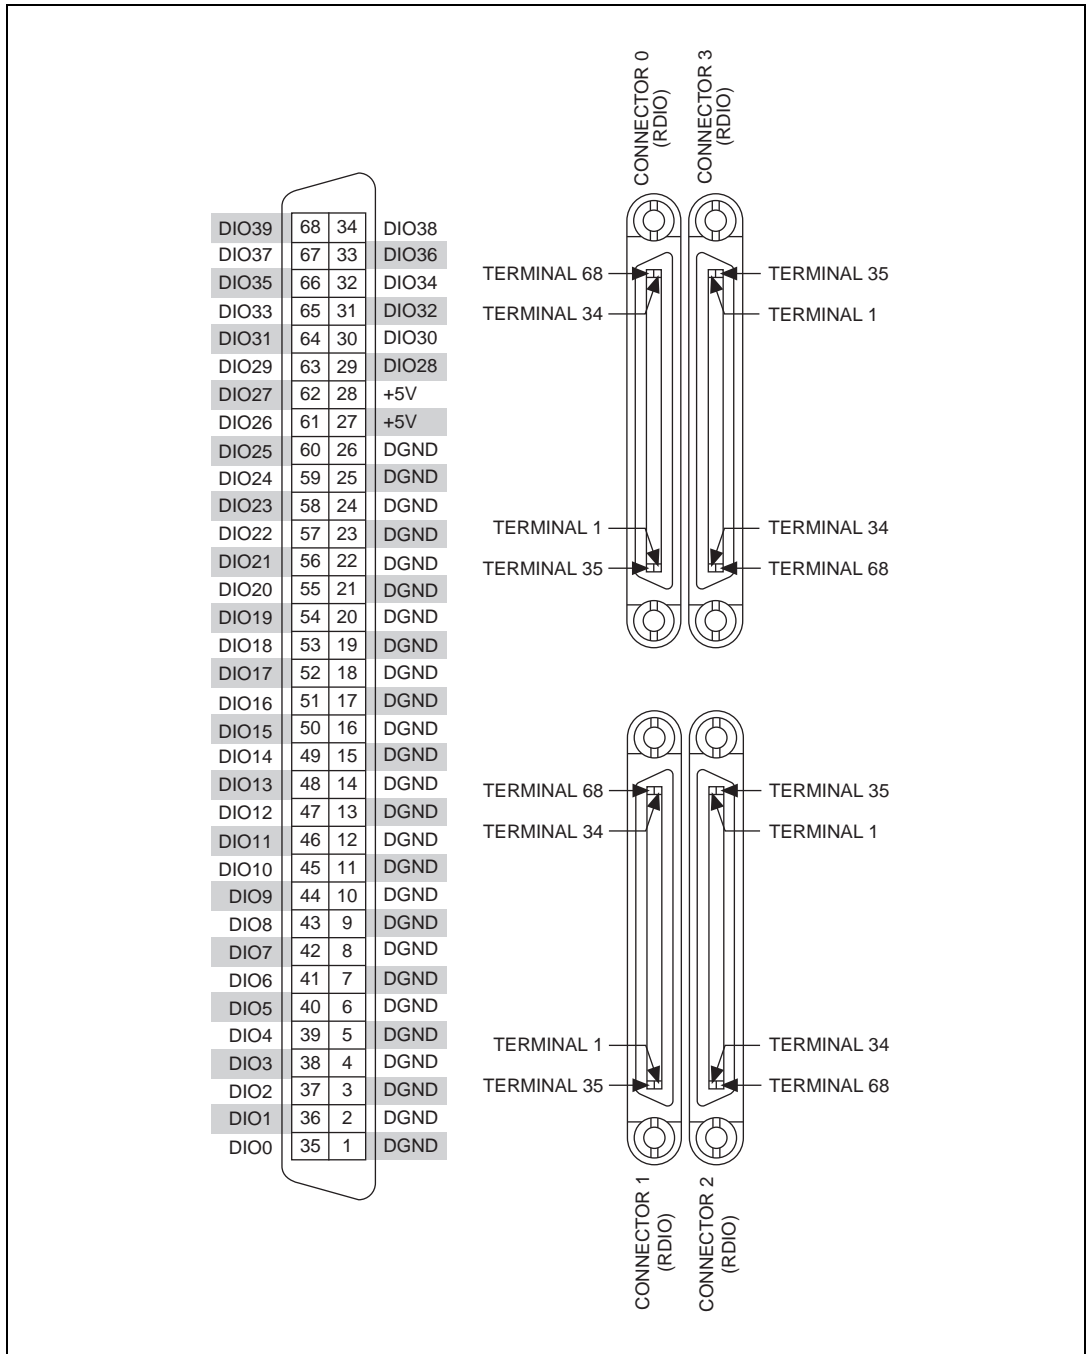 DIO39 68 34 DIO38
DIO37 67 33 DIO36
DIO35 66 32 DIO34
DIO33 65 31 DIO32
DIO31 64 30 DIO30
DIO29 63 29 DIO28
DIO27 62 28 +5V
DIO26 61 27 +5V
DIO25 60 26 DGND
DIO24 59 25 DGND
DIO23 58 24 DGND
DIO22 57 23 DGND
DIO21 56 22 DGND
DIO20 55 21 DGND
DIO19 54 20 DGND
DIO18 53 19 DGND
DIO17 52 18 DGND
DIO16 51 17 DGND
DIO15 50 16 DGND
DIO14 49 15 DGND
DIO13 48 14 DGND
DIO12 47 13 DGND
DIO11 46 12 DGND
DIO10 45 11 DGND
DIO9 44 10 DGND
DIO8 43 9 DGND
DIO7 42 8 DGND
DIO6 41 7 DGND
DIO5 40 6 DGND
DIO4 39 5 DGND
DIO3 38 4 DGND
DIO2 37 3 DGND
DIO1 36 2 DGND
DIO0 35 1 DGND
CONNECTOR 0
(RDIO)
CONNECTOR 3
(RDIO)
TERMINAL 68
TERMINAL 35
TERMINAL 34
TERMINAL 1
TERMINAL 1
TERMINAL 34
TERMINAL 35
TERMINAL 68
TERMINAL 68
TERMINAL 35
TERMINAL 34
TERMINAL 1
TERMINAL 1
TERMINAL 34
TERMINAL 35
TERMINAL 68
CONNECTOR 1
(RDIO)
CONNECTOR 2
(RDIO)